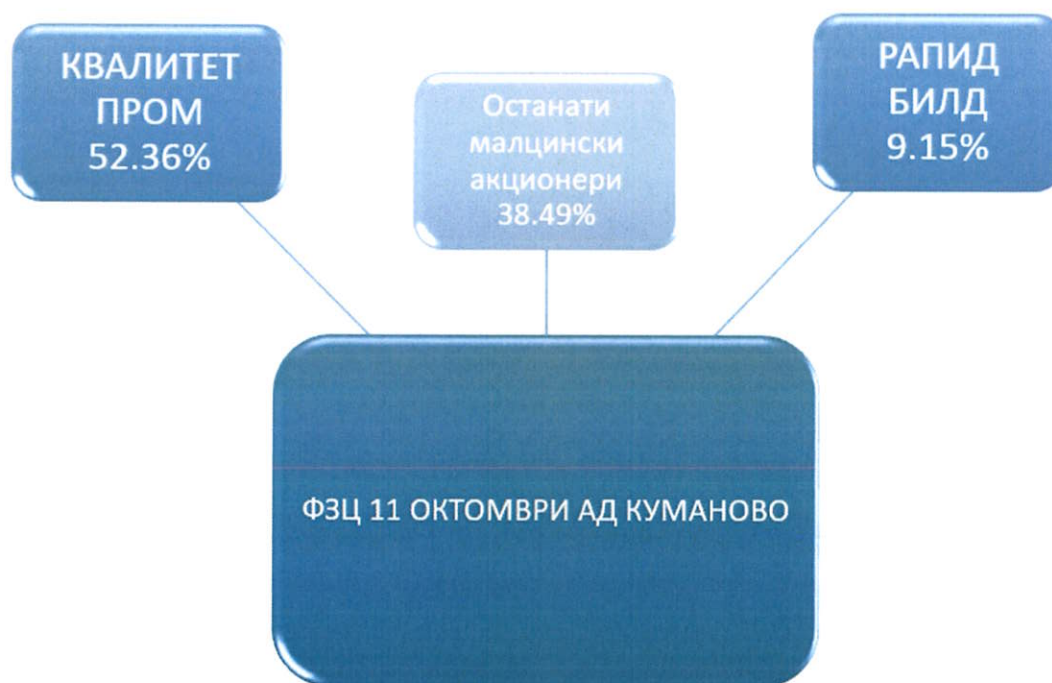 КВАЛИТЕТ
ПРОМ
52.36%
Останати
малцински
акционери
38.49%
РАПИД
БИЛД
9.15%
ФЗЦ 11 ОКТОМВРИ АД КУМАНОВО